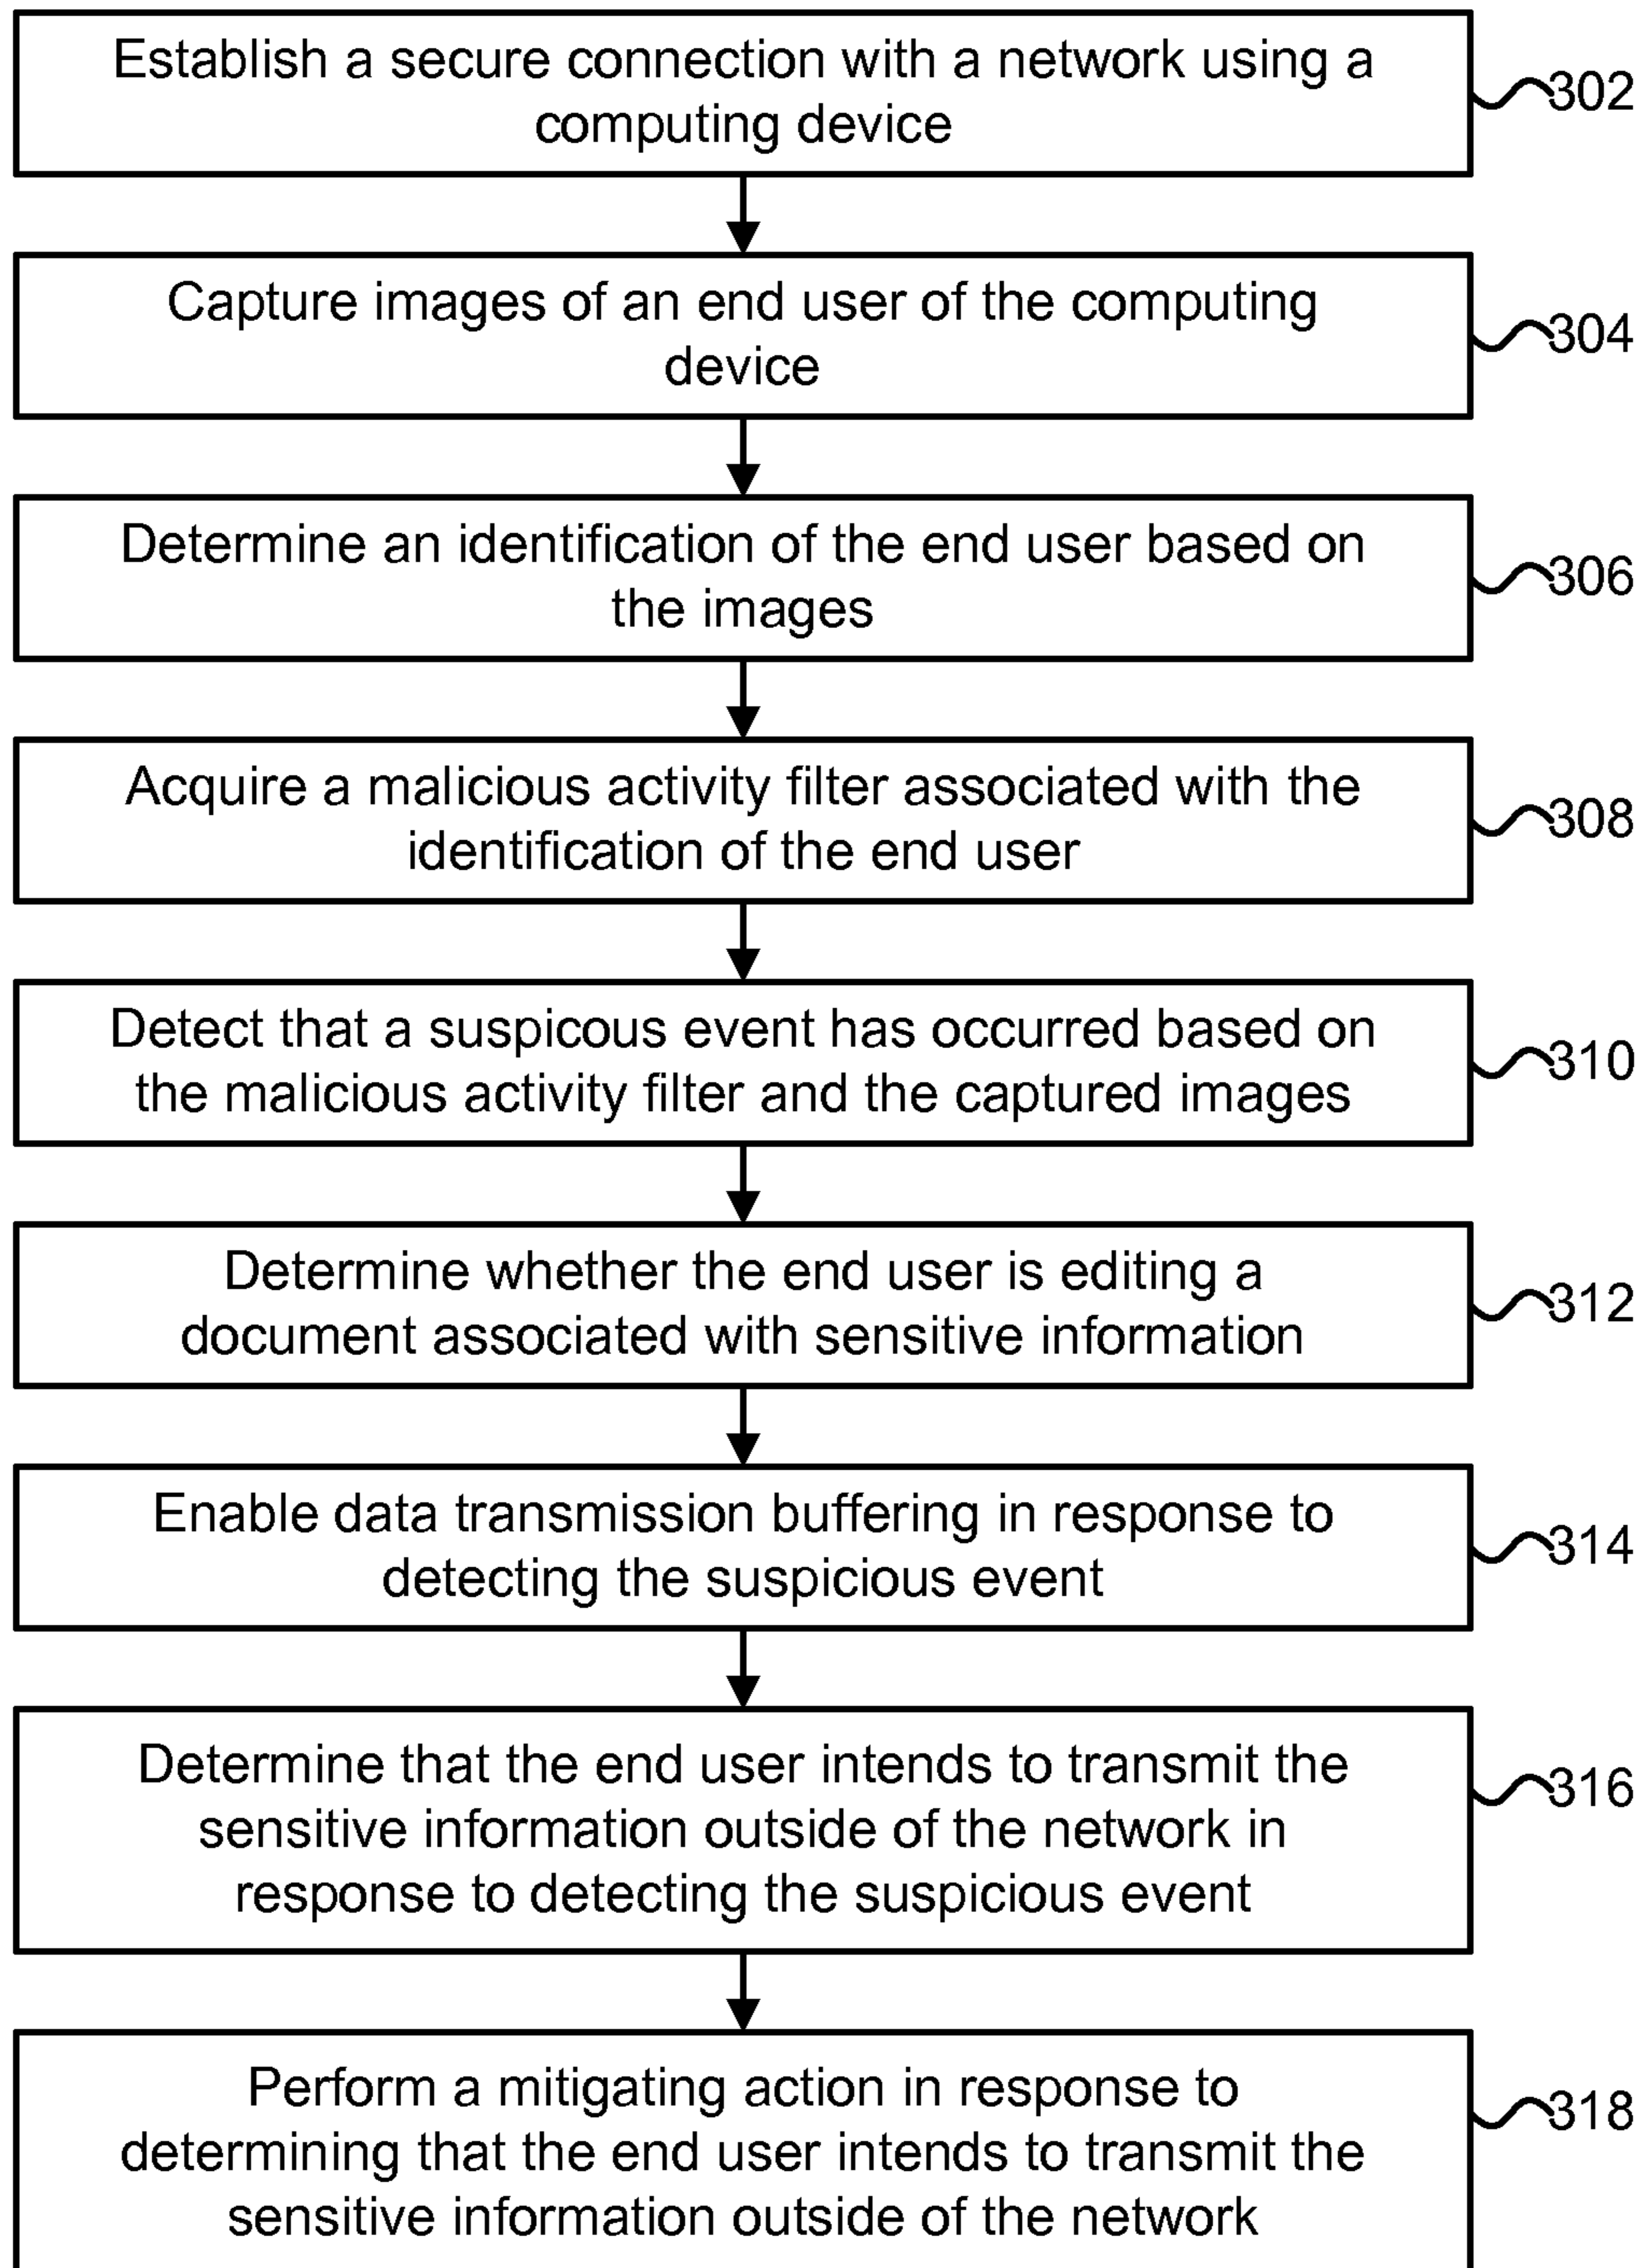 Establish a secure connection with a network using a
computing device
302
Capture images of an end user of the computing
device
304
Determine an identification of the end user based on
the images
306
Acquire a malicious activity filter associated with the
identification of the end user
308
Detect that a suspicous event has occurred based on
the malicious activity filter and the captured images
310
Determine whether the end user is editing a
document associated with sensitive information
312
Enable data transmission buffering in response to
detecting the suspicious event
314
Determine that the end user intends to transmit the
sensitive information outside of the network in
response to detecting the suspicious event
316
Perform a mitigating action in response to
determining that the end user intends to transmit the
sensitive information outside of the network
318